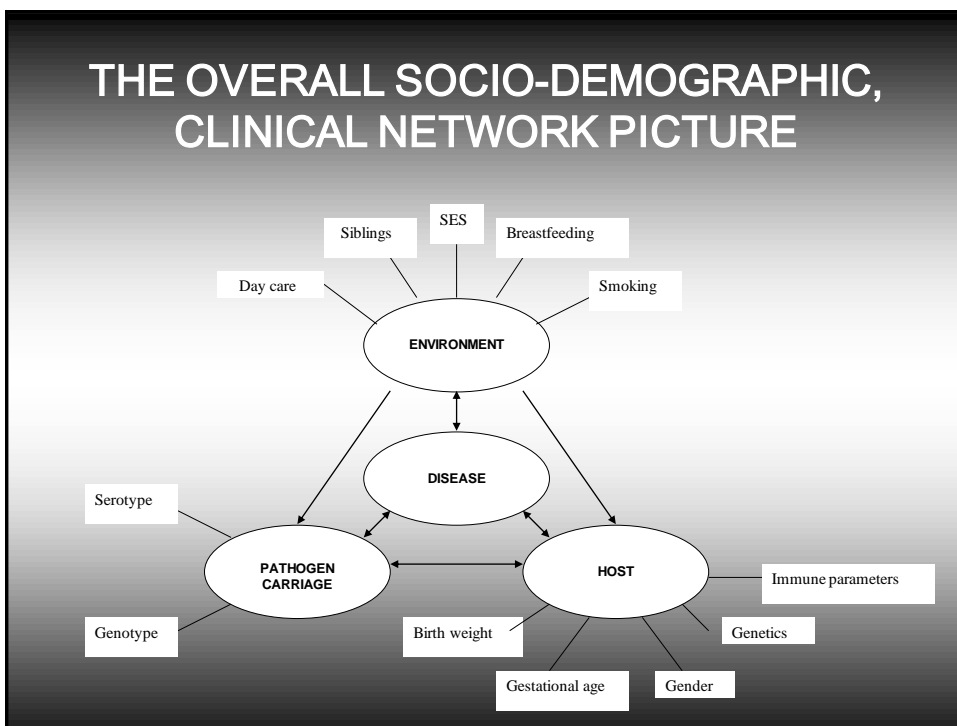 THE OVERALL SOCIO-DEMOGRAPHIC,
CLINICAL NETWORK PICTURE
SES
Siblings
Breastfeeding
Day care
Smoking
ENVIRONMENT
DISEASE
Serotype
PATHOGEN
CARRIAGE
HOST
Immune parameters
Genotype
Birth weight
Genetics
Gestational age
Gender